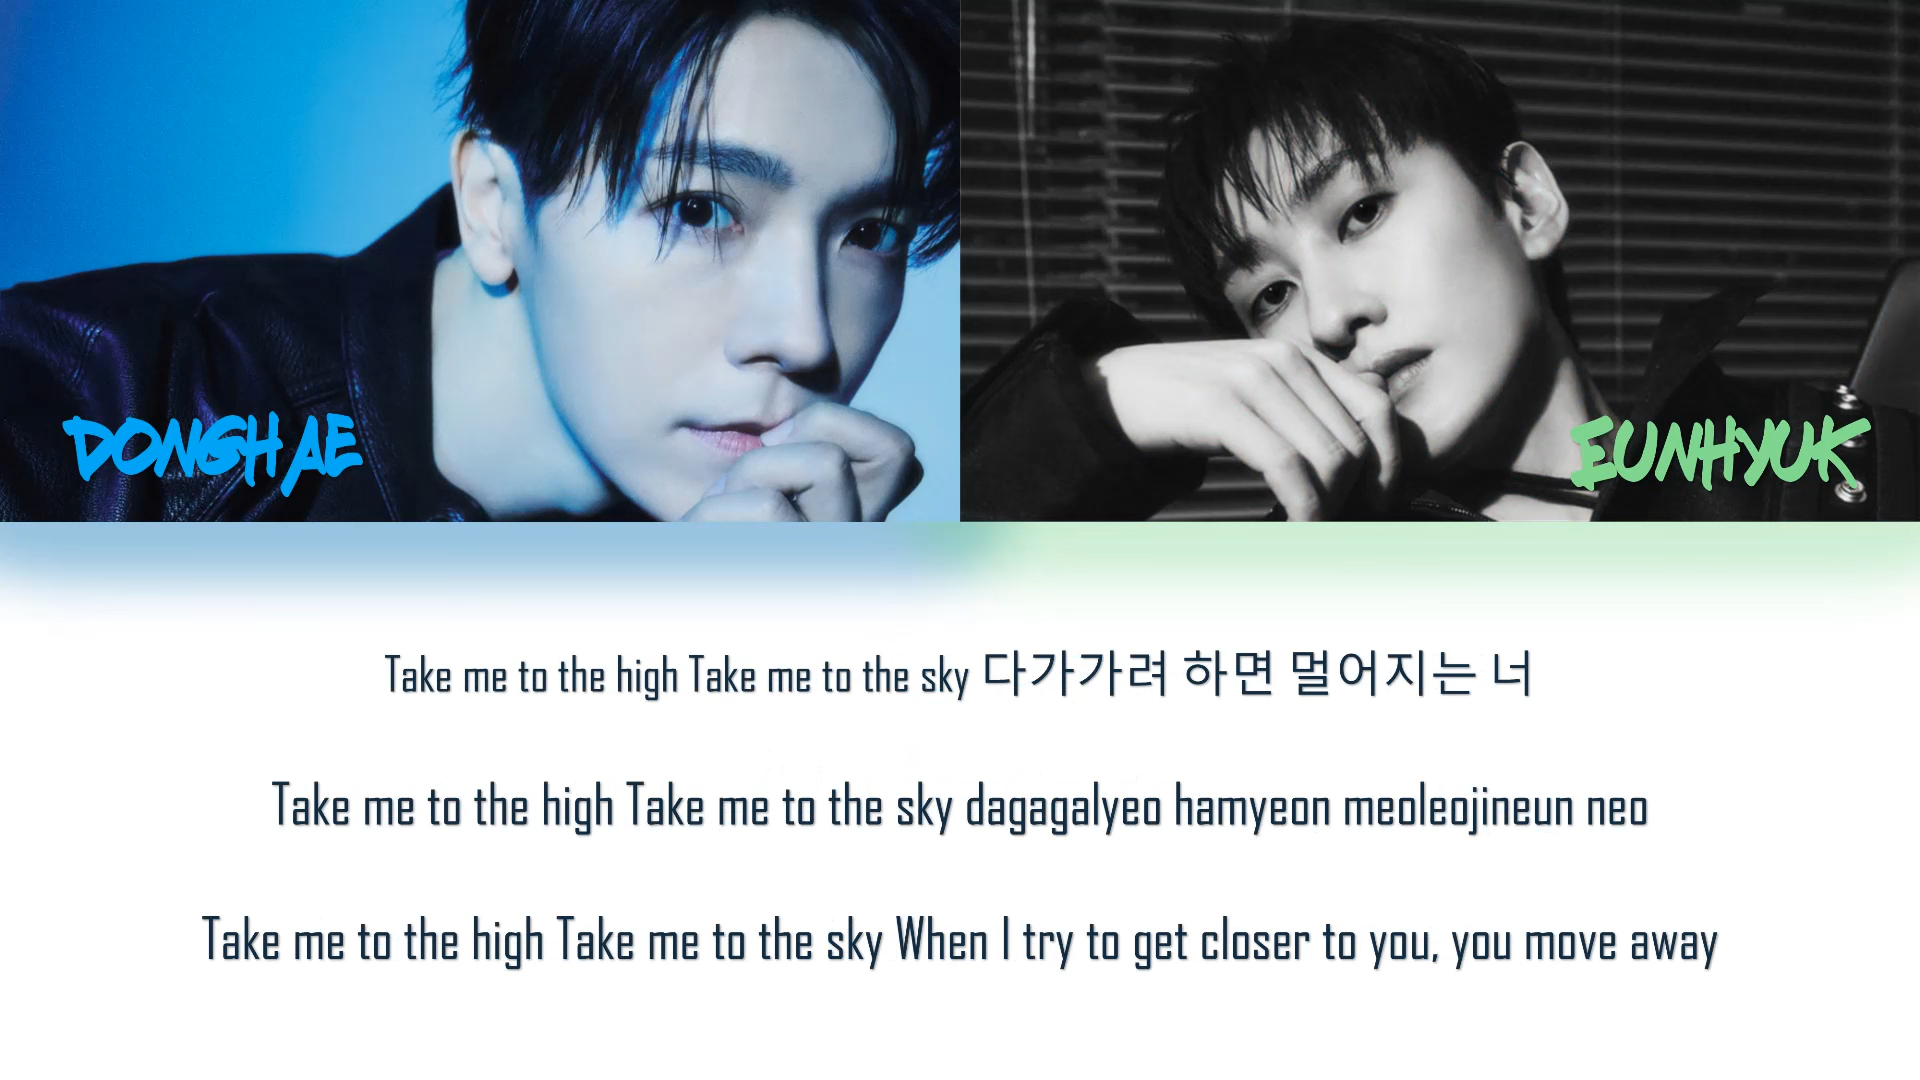 DONGHAE
EUNHYUK
Take me to the high Take me to the sky 다가가려 하면 멀어지는 너
Take me to the high Take me to the sky dagagalyeo hamyeon meoleojineun neo
Take me to the high Take me to the sky When I try to get closer to you, you move away